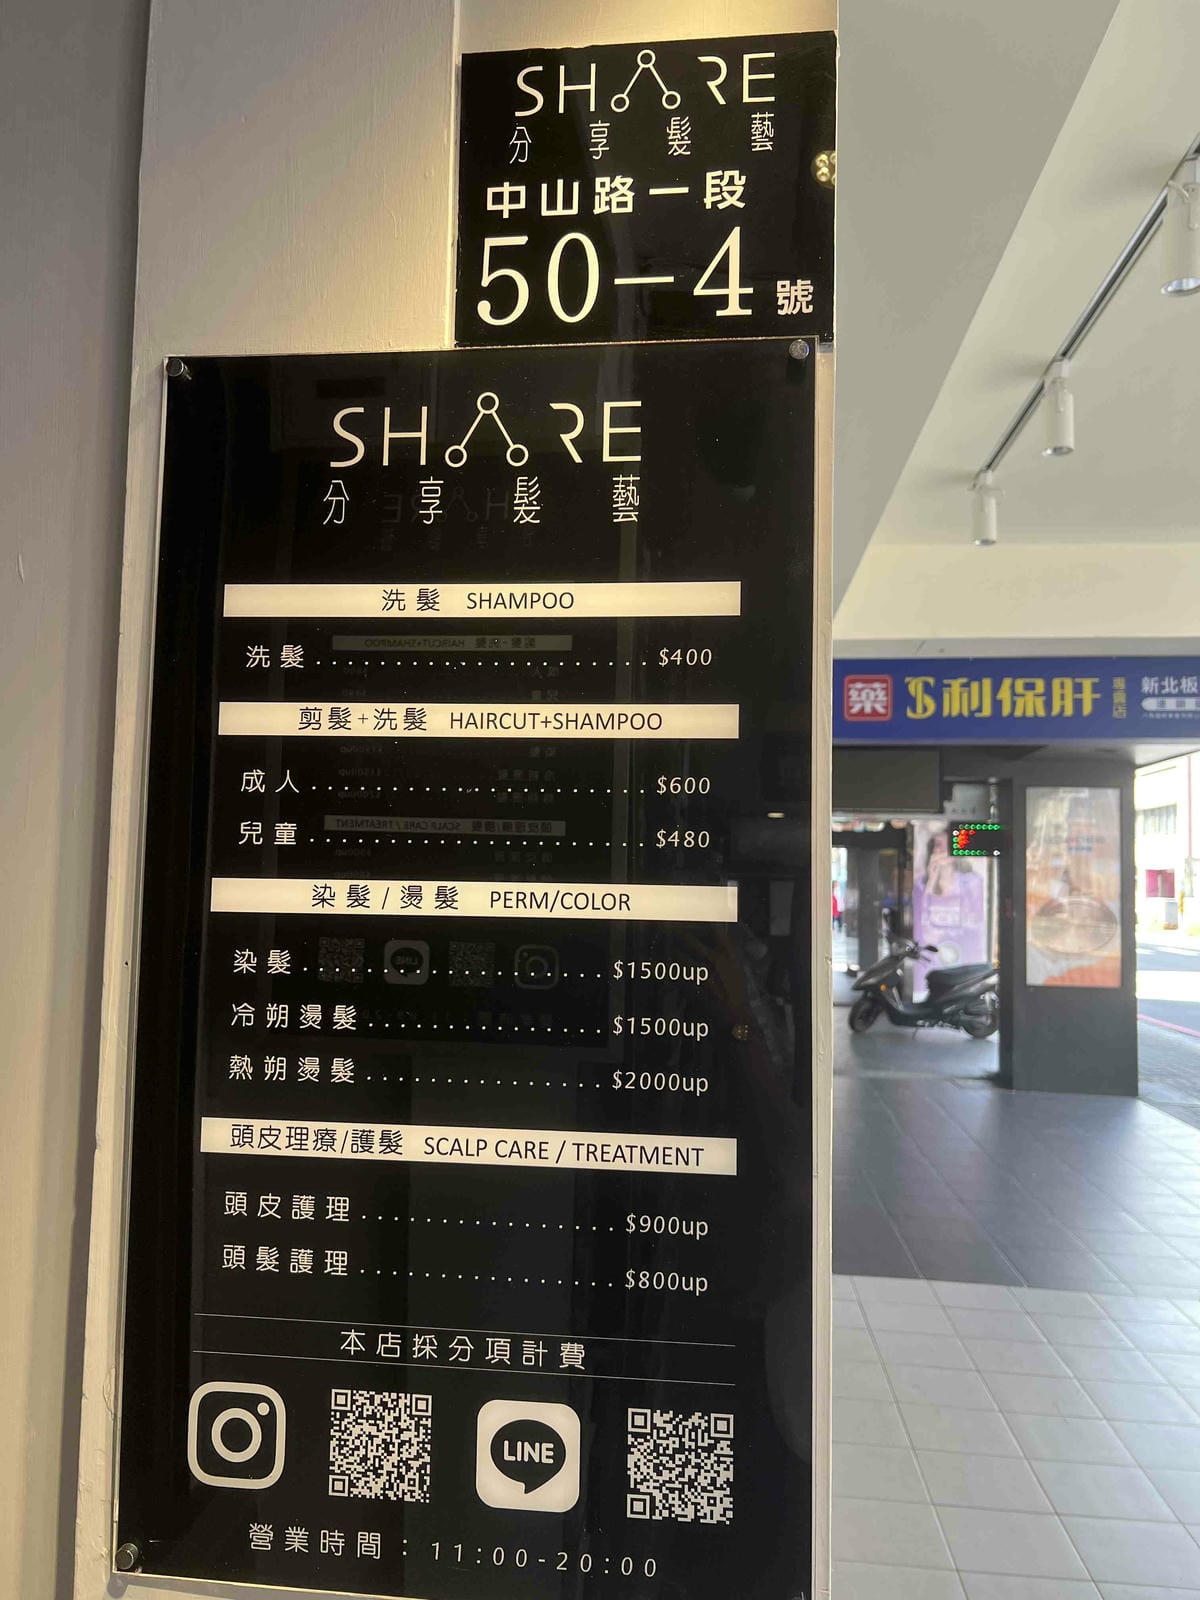 SHARE
分享髮藝
中山路一段
50-4號
SHARE
分享髮藝
洗髮 SHAMPOO
洗髮 $400
剪髮+洗髮 HAIRCUT+SHAMPOO
成人 $600
兒童 $480
染髮/燙髮 PERM/COLOR
染髮 $1500up
冷朔燙髮 $1500up
熱朔燙髮 $2000up
頭皮理療/護髮 SCALP CARE / TREATMENT
頭皮護理 $900up
頭髮護理 $800up
本店採分項計費
LINE
營業時間：11:00-20:00
藥 利保肝 專賣店 新北板